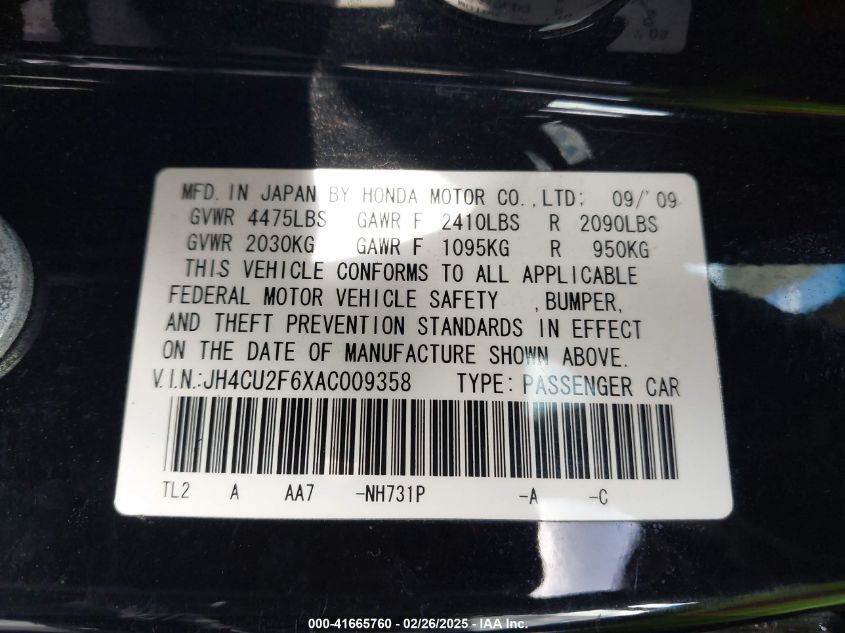 MFD. IN JAPAN BY HONDA MOTOR CO., LTD: 09/'09
GVWR 4475LBS GAWR F 2410LBS R 2090LBS
GVWR 2030KG GAWR F 1095KG R 950KG
THIS VEHICLE CONFORMS TO ALL APPLICABLE
FEDERAL MOTOR VEHICLE SAFETY , BUMPER,
AND THEFT PREVENTION STANDARDS IN EFFECT
ON THE DATE OF MANUFACTURE SHOWN ABOVE.
V.I.N.:JH4CU2F6XAC009358 TYPE: PASSENGER CAR
TL2 A AA7 -NH731P -A -C
000-41665760 - 02/26/2025 - IAA Inc.